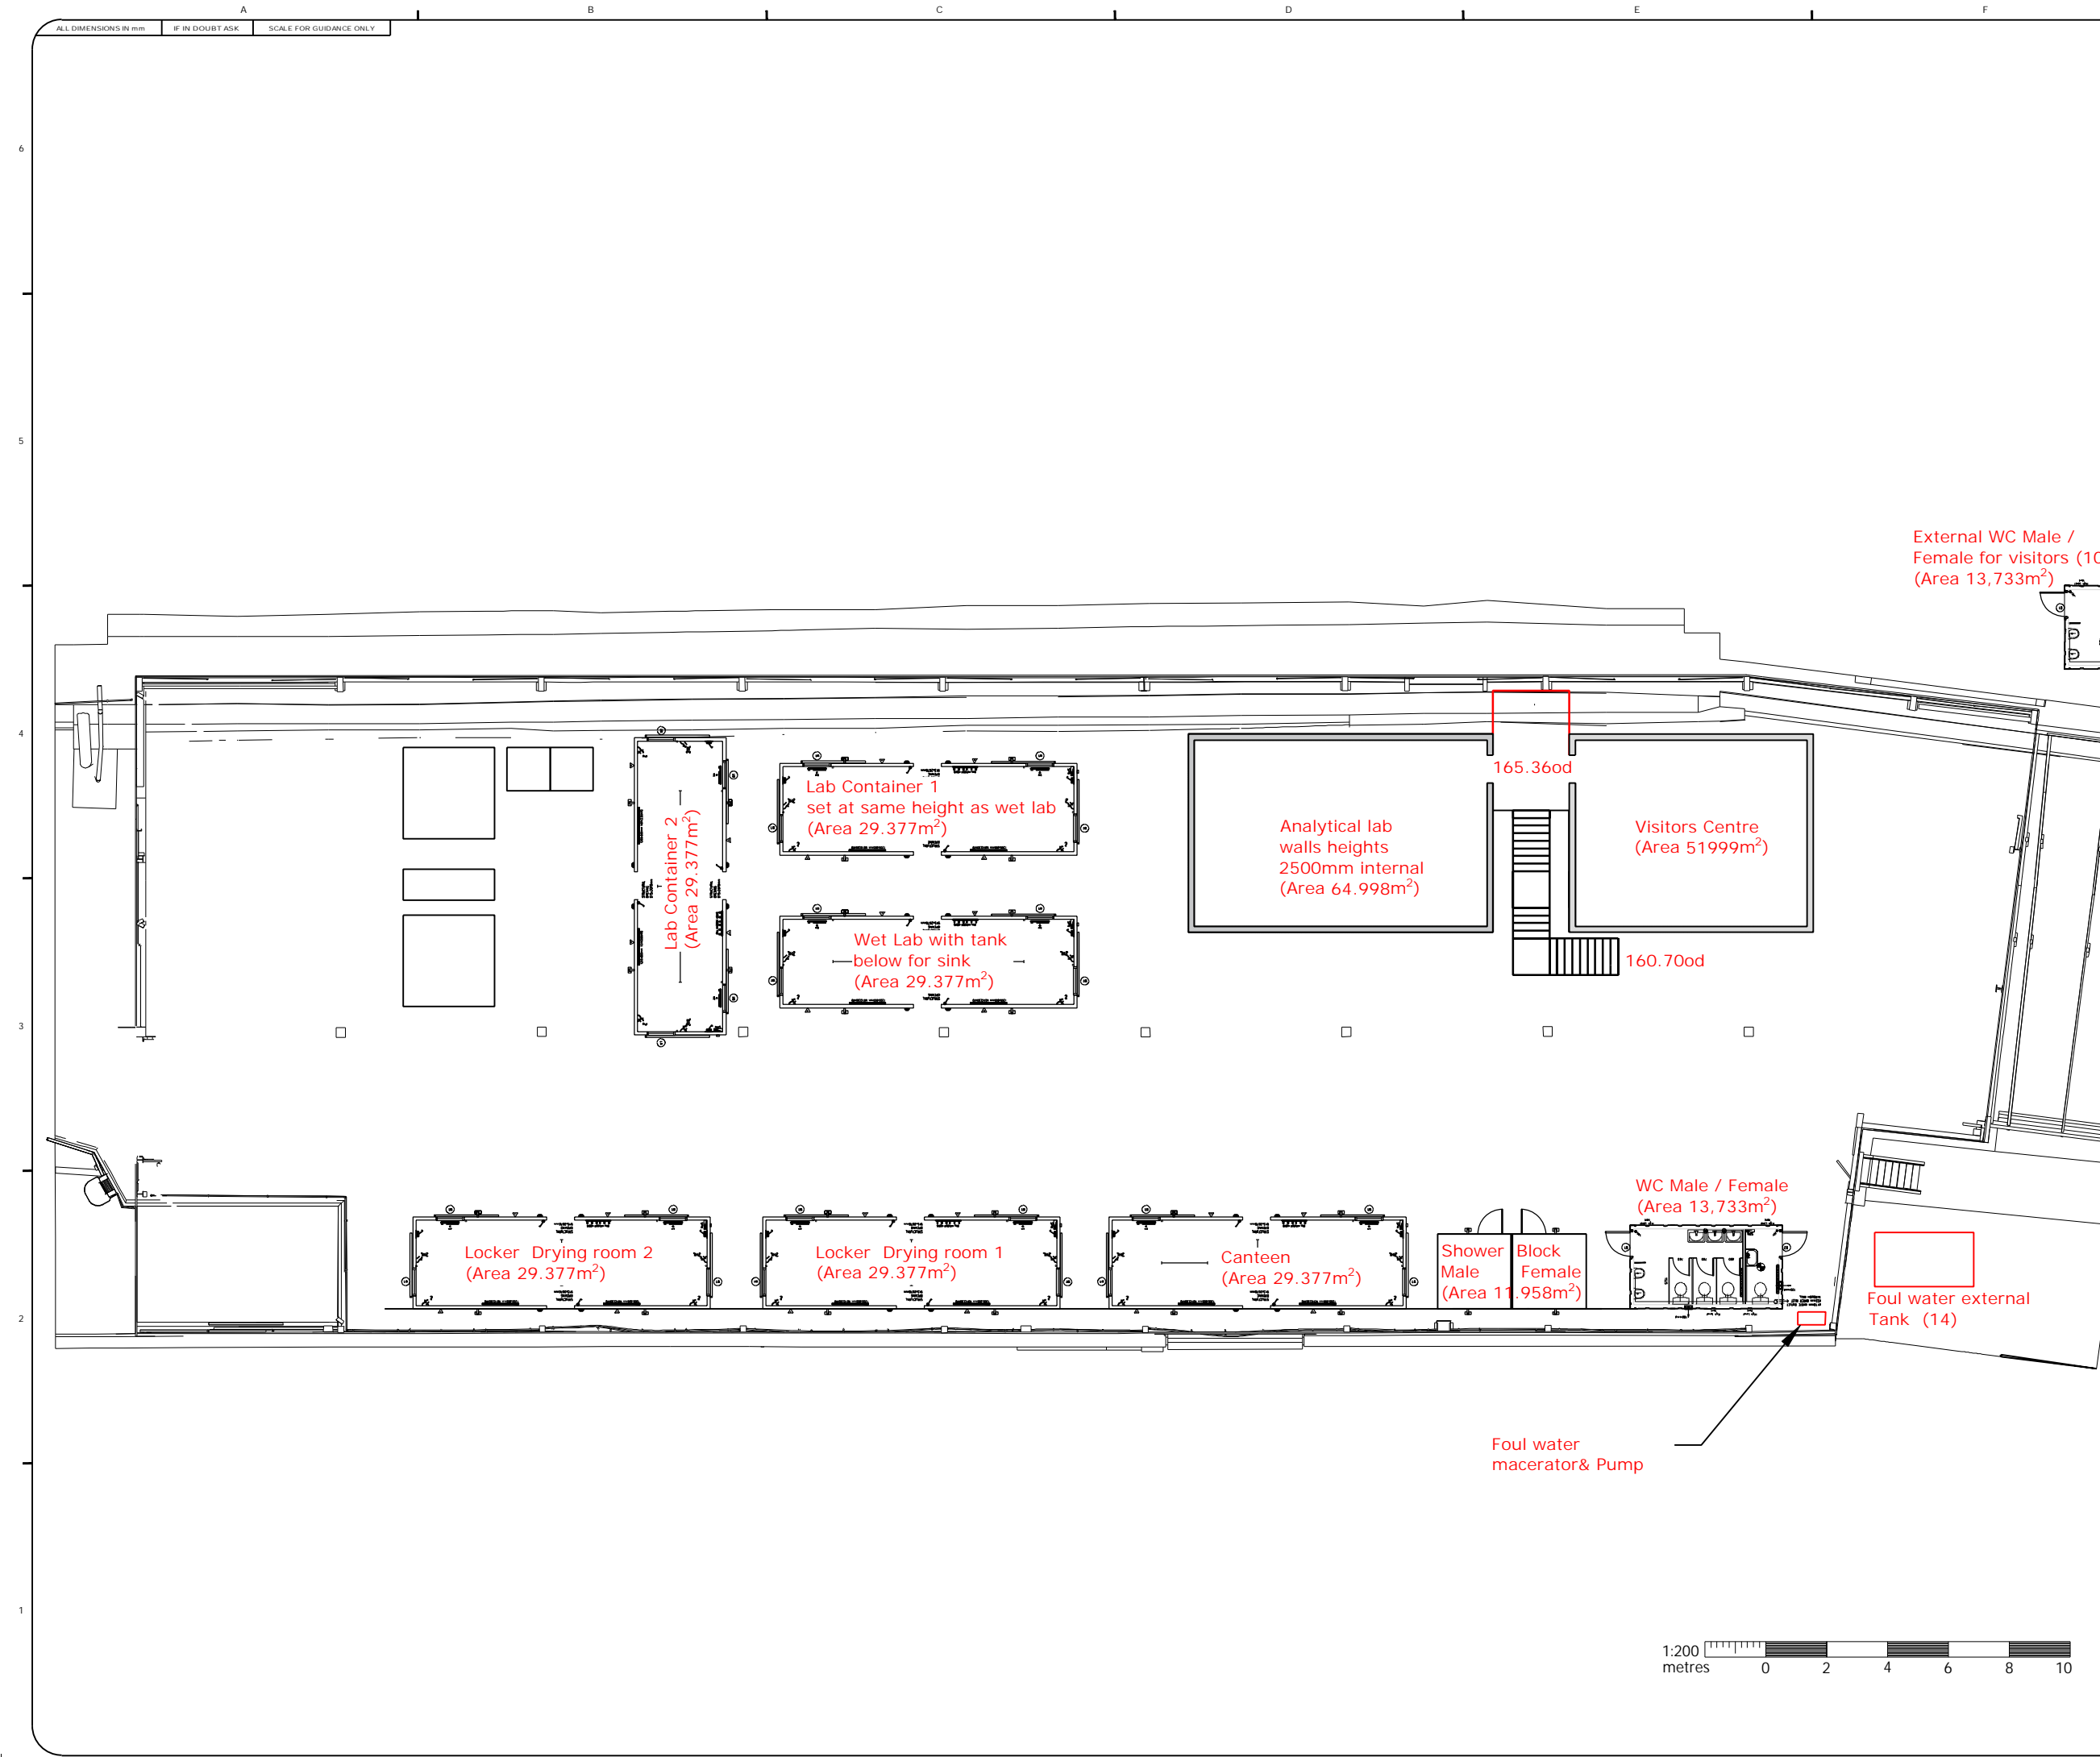 A B C D E F
ALL DIMENSIONS IN mm IF IN DOUBT ASK SCALE FOR GUIDANCE ONLY
6
5
4
3
2
1
External WC Male /
Female for visitors (10
(Area 13,733m²)
165.36od
Lab Container 1
set at same height as wet lab
(Area 29.377m²)
Lab Container 2
(Area 29.377m²)
Analytical lab
walls heights
2500mm internal
(Area 64.998m²)
Visitors Centre
(Area 51999m²)
Wet Lab with tank
below for sink
(Area 29.377m²)
160.70od
WC Male / Female
(Area 13,733m²)
Locker Drying room 2
(Area 29.377m²)
Locker Drying room 1
(Area 29.377m²)
Canteen
(Area 29.377m²)
Shower Block
Male Female
(Area 11.958m²)
Foul water external
Tank (14)
Foul water
macerator& Pump
1:200
metres 0 2 4 6 8 10